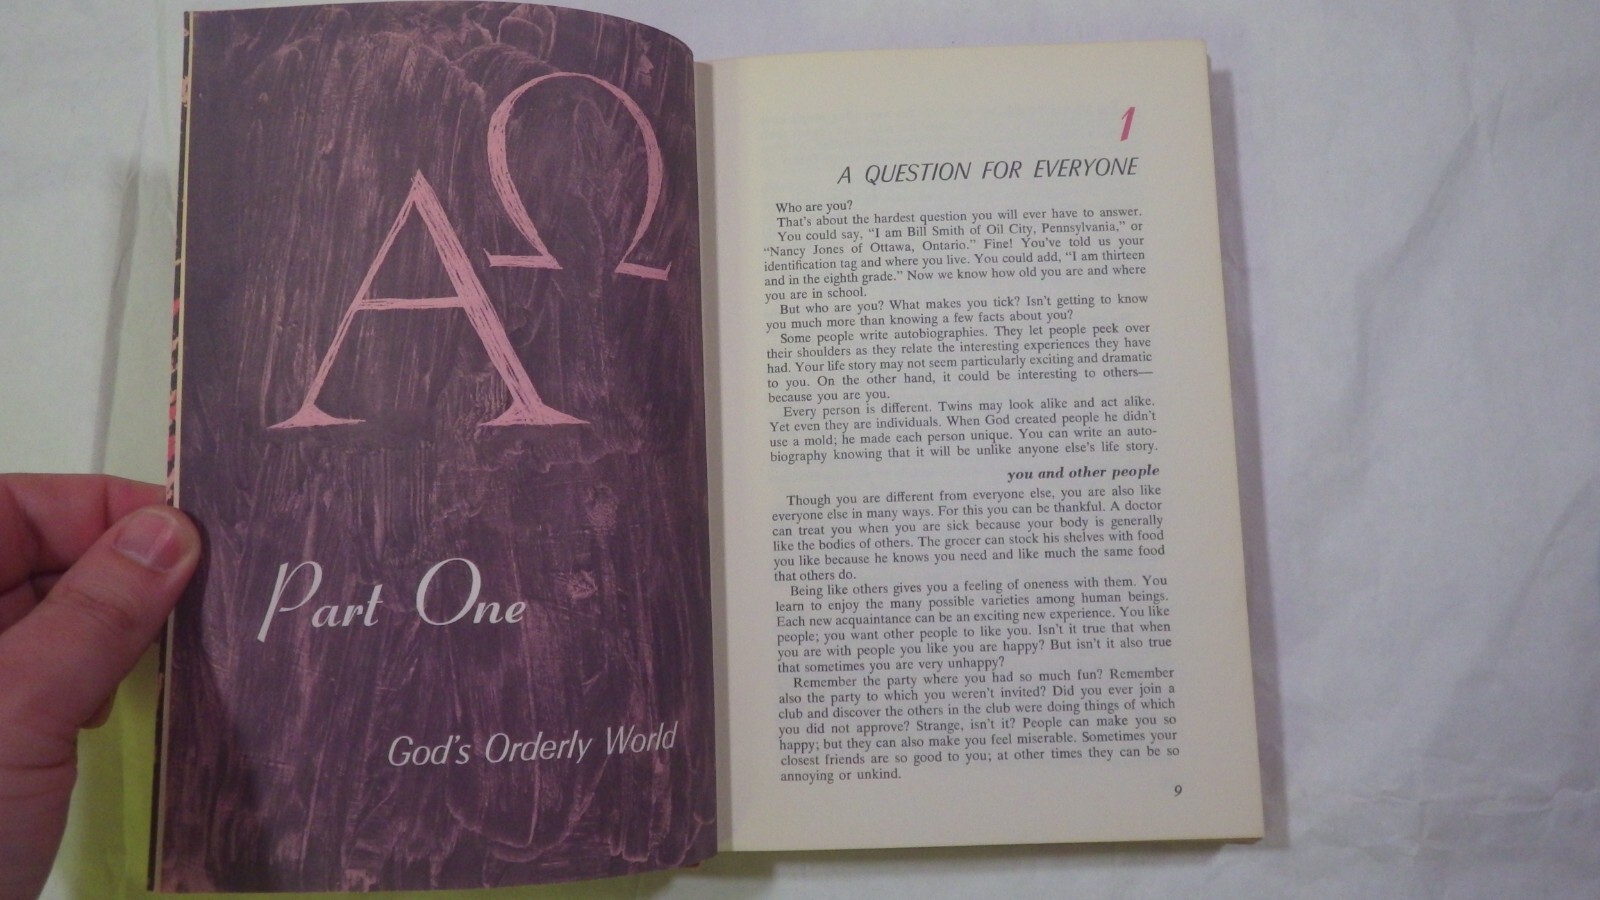 ΑΩ
Part One
God's Orderly World
1
A QUESTION FOR EVERYONE
Who are you?
That's about the hardest question you will ever have to answer.
You could say, “I am Bill Smith of Oil City, Pennsylvania,” or
“Nancy Jones of Ottawa, Ontario.” Fine! You've told us your
identification tag and where you live. You could add, “I am thirteen
and in the eighth grade.” Now we know how old you are and where
you are in school.
But who are you? What makes you tick? Isn't getting to know
you much more than knowing a few facts about you?
Some people write autobiographies. They let people peek over
their shoulders as they relate the interesting experiences they have
had. Your life story may not seem particularly exciting and dramatic
to you. On the other hand, it could be interesting to others—
because you are you.
Every person is different. Twins may look alike and act alike.
Yet even they are individuals. When God created people he didn't
use a mold; he made each person unique. You can write an auto-
biography knowing that it will be unlike anyone else's life story.
you and other people
Though you are different from everyone else, you are also like
everyone else in many ways. For this you can be thankful. A doctor
can treat you when you are sick because your body is generally
like the bodies of others. The grocer can stock his shelves with food
you like because he knows you need and like much the same food
that others do.
Being like others gives you a feeling of oneness with them. You
learn to enjoy the many possible varieties among human beings.
Each new acquaintance can be an exciting new experience. You like
people; you want other people to like you. Isn't it true that when
you are with people you like you are happy? But isn't it also true
that sometimes you are very unhappy?
Remember the party where you had so much fun? Remember
also the party to which you weren't invited? Did you ever join a
club and discover the others in the club were doing things of which
you did not approve? Strange, isn't it? People can make you so
happy; but they can also make you feel miserable. Sometimes your
closest friends are so good to you; at other times they can be so
annoying or unkind.
9